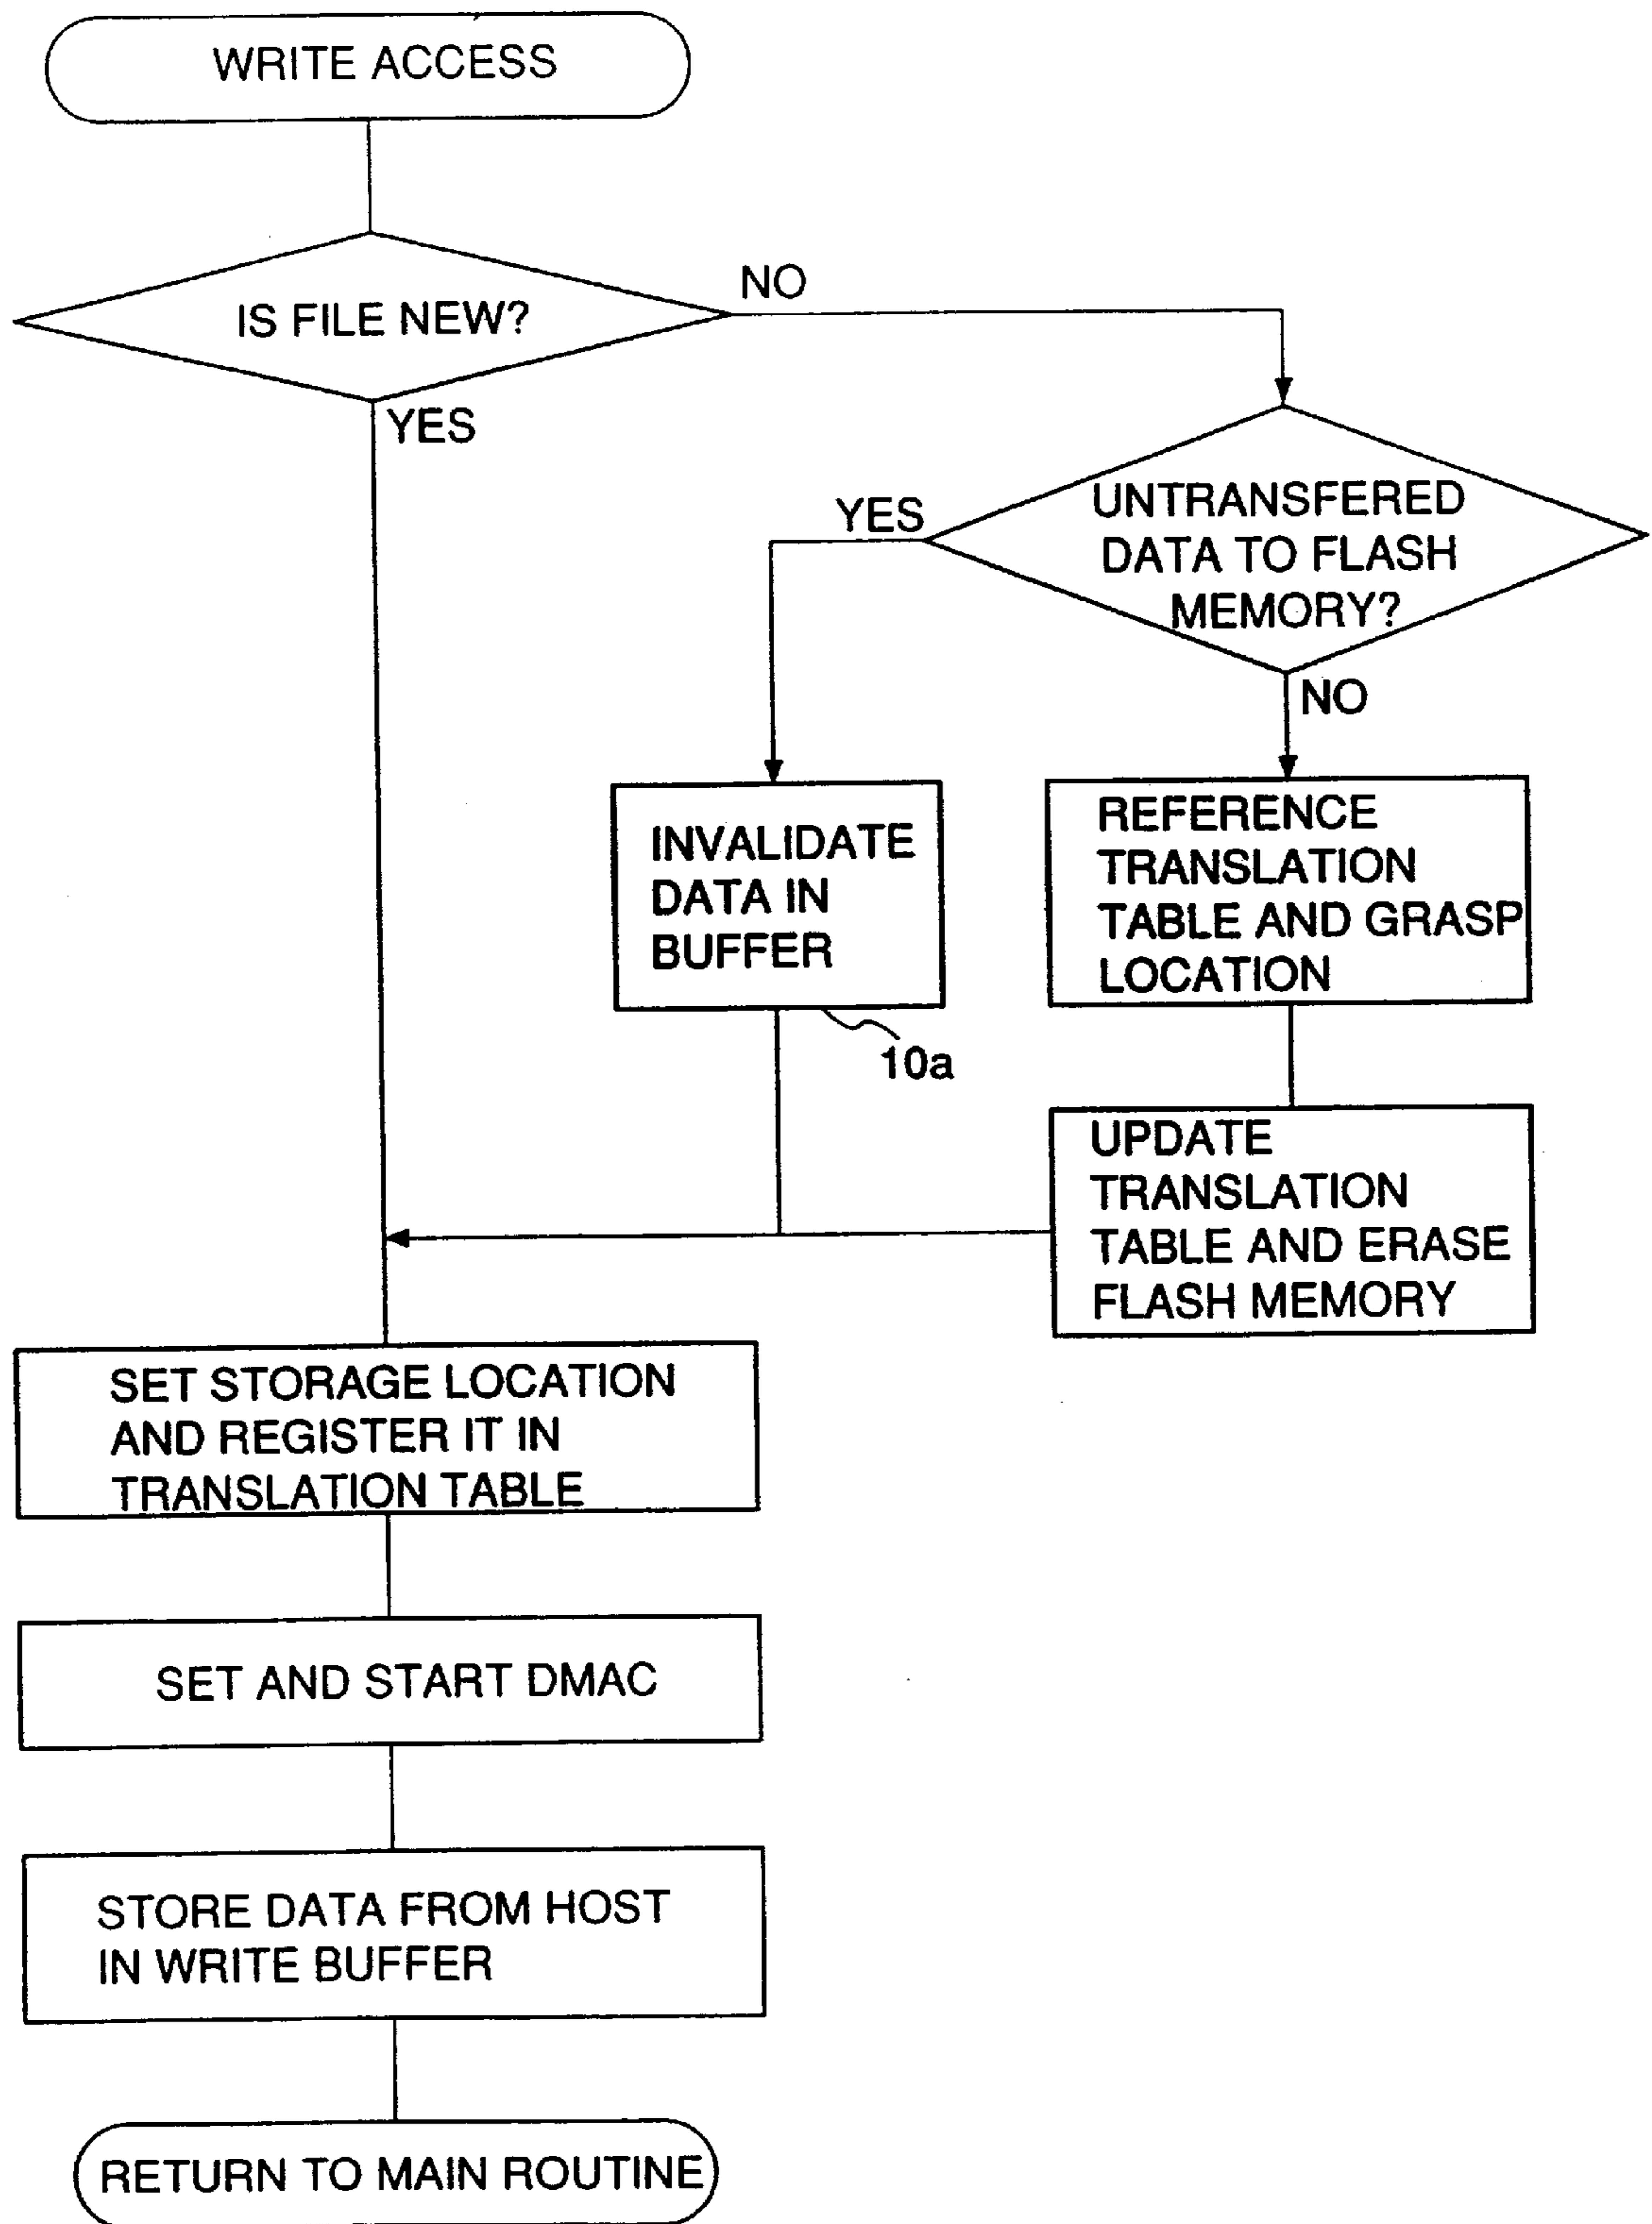 WRITE ACCESS
IS FILE NEW?
NO
YES
UNTRANSFERED
DATA TO FLASH
MEMORY?
YES
NO
INVALIDATE
DATA IN
BUFFER
10a
REFERENCE
TRANSLATION
TABLE AND GRASP
LOCATION
UPDATE
TRANSLATION
TABLE AND ERASE
FLASH MEMORY
SET STORAGE LOCATION
AND REGISTER IT IN
TRANSLATION TABLE
SET AND START DMAC
STORE DATA FROM HOST
IN WRITE BUFFER
RETURN TO MAIN ROUTINE